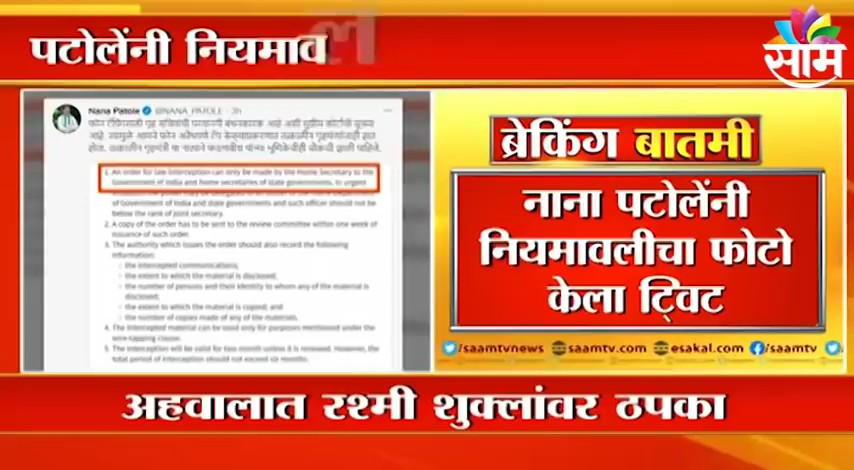 पटोलेंनी नियमाव
ल
साम
Nana Patole @NANA_PATOLE · 3h
1. An order for law interception can only be made by the Home Secretary to the
Government of India and home secretaries of state governments. In urgent
of Government of India and state governments and such officer should not be
below the rank of joint secretary.
2. A copy of the order has to be sent to the review committee within one week of
issuance of such order.
3. The authority which issues the order should also record the following
information:
◦ the intercepted communications,
◦ the extent to which the material is disclosed;
◦ the number of persons and their identity to whom any of the material is
disclosed;
◦ the extent to which the material is copied; and
◦ the number of copies made of any of the materials.
4. The intercepted material can be used only for purposes mentioned under the
wire-tapping clause.
5. The interception will be valid for two month unless it is renewed. However, the
total period of interception should not exceed six months.
ब्रेकिंग बातमी
नाना पटोलेंनी
नियमावलीचा फोटो
केला ट्विट
/saamtvnews saamtv.com esakal.com /saamtv
अहवालात रश्मी शुक्लांवर ठपका